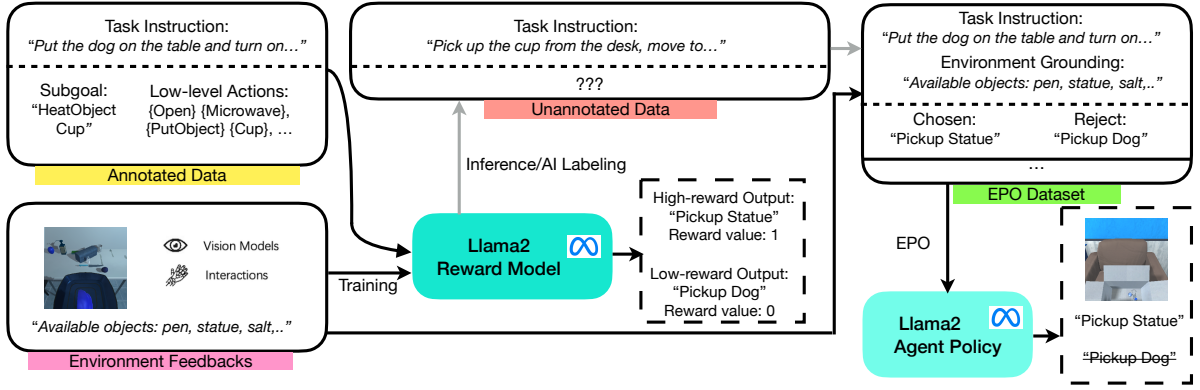 Task Instruction:
“Put the dog on the table and turn on…”
Subgoal:
“HeatObject
Cup”
Low-level Actions:
{Open} {Microwave},
{PutObject} {Cup}, …
Annotated Data
Vision Models
Interactions
“Available objects: pen, statue, salt,..”
Environment Feedbacks
Task Instruction:
“Pick up the cup from the desk, move to…”
???
Unannotated Data
Inference/AI Labeling
Training
Llama2
Reward Model
High-reward Output:
“Pickup Statue”
Reward value: 1
Low-reward Output:
“Pickup Dog”
Reward value: 0
Task Instruction:
“Put the dog on the table and turn on…”
Environment Grounding:
“Available objects: pen, statue, salt,..”
Chosen:
“Pickup Statue”
Reject:
“Pickup Dog”
…
EPO Dataset
EPO
Llama2
Agent Policy
“Pickup Statue”
“Pickup Dog”